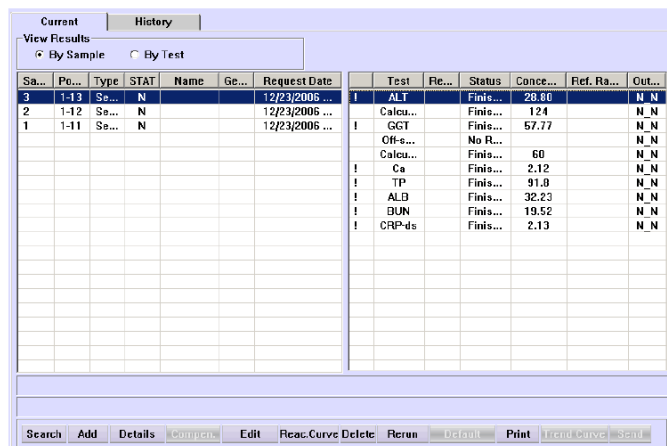 Current History
View Results
By Sample By Test
Sa... Po... Type STAT Name Ge... Request Date
3 1-13 Se... N 12/23/2006 ...
2 1-12 Se... N 12/23/2006 ...
1 1-11 Se... N 12/23/2006 ...
Test Re... Status Conce... Ref. Ra... Out...
! ALT Finis... 28.80 N_N
Calcu... Finis... 124 N_N
! GGT Finis... 57.77 N_N
Off-s... No R... N_N
Calcu... Finis... 60 N_N
! Ca Finis... 2.12 N_N
! TP Finis... 91.8 N_N
! ALB Finis... 32.23 N_N
! BUN Finis... 19.52 N_N
! CRP-ds Finis... 2.13 N_N
Search Add Details Compen. Edit Reac.Curve Delete Rerun Default Print Trend Curve Send